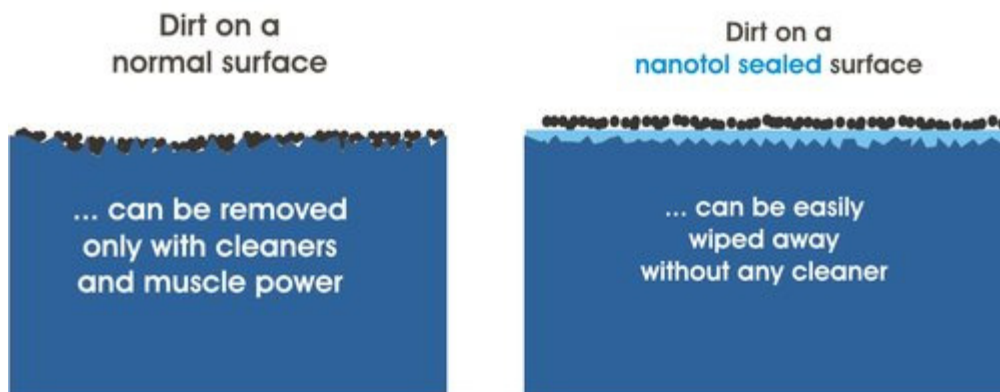 Dirt on a
normal surface
... can be removed
only with cleaners
and muscle power
Dirt on a
nanotol sealed surface
... can be easily
wiped away
without any cleaner